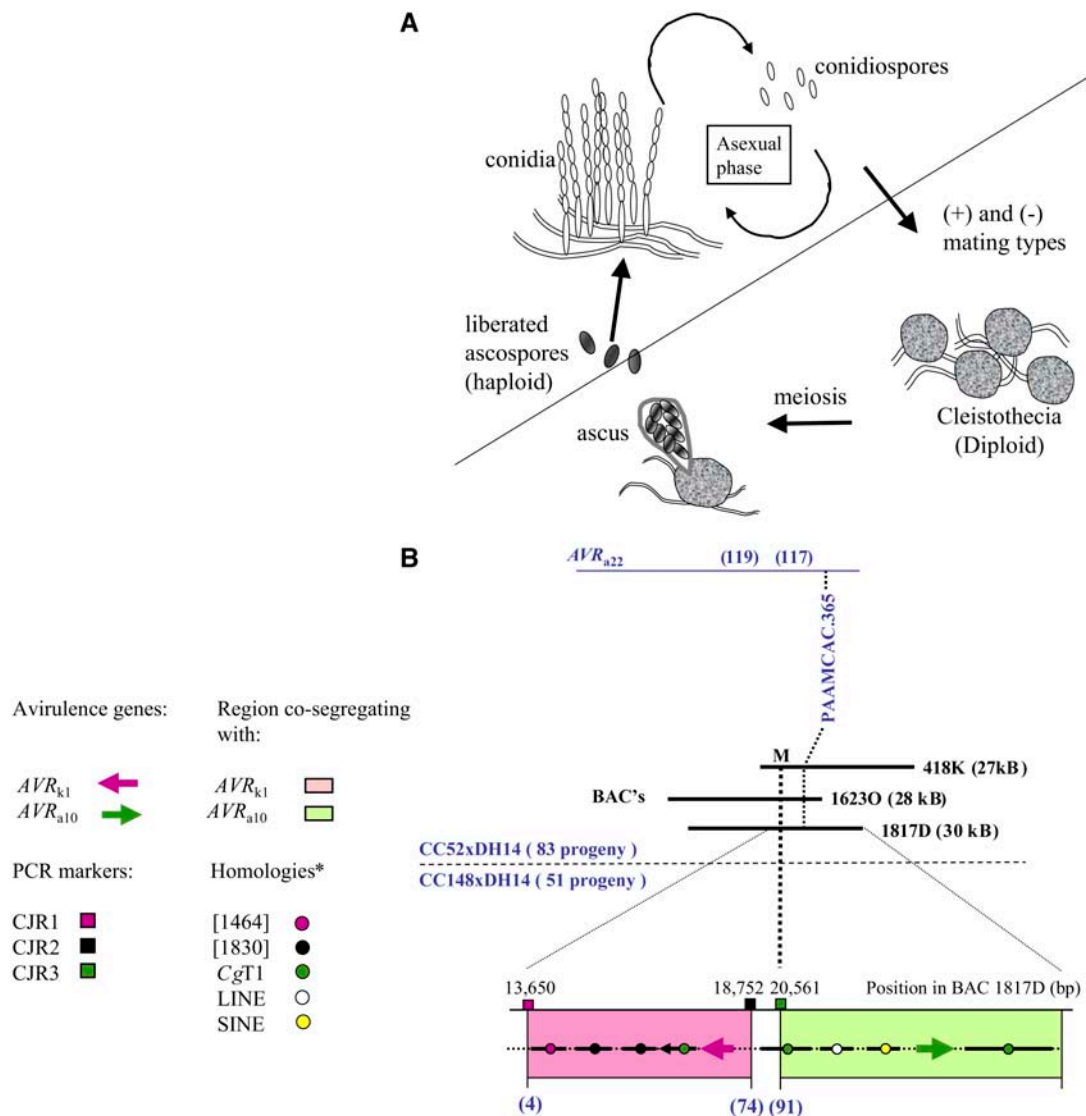 A
conidiospores
conidia
Asexual
phase
(+) and (-)
mating types
liberated
ascospores
(haploid)
meiosis
ascus
Cleistothecia
(Diploid)
B
AVRa22 (119) (117)
PAAMCAC.365
M
418K (27kB)
BAC's
1623O (28 kB)
1817D (30 kB)
CC52xDH14 ( 83 progeny )
CC148xDH14 ( 51 progeny )
13,650 18,752 20,561 Position in BAC 1817D (bp)
(4) (74) (91)
Avirulence genes:
AVRk1
AVRa10
Region co-segregating
with:
AVRk1
AVRa10
PCR markers:
CJR1
CJR2
CJR3
Homologies*
[1464]
[1830]
CgT1
LINE
SINE